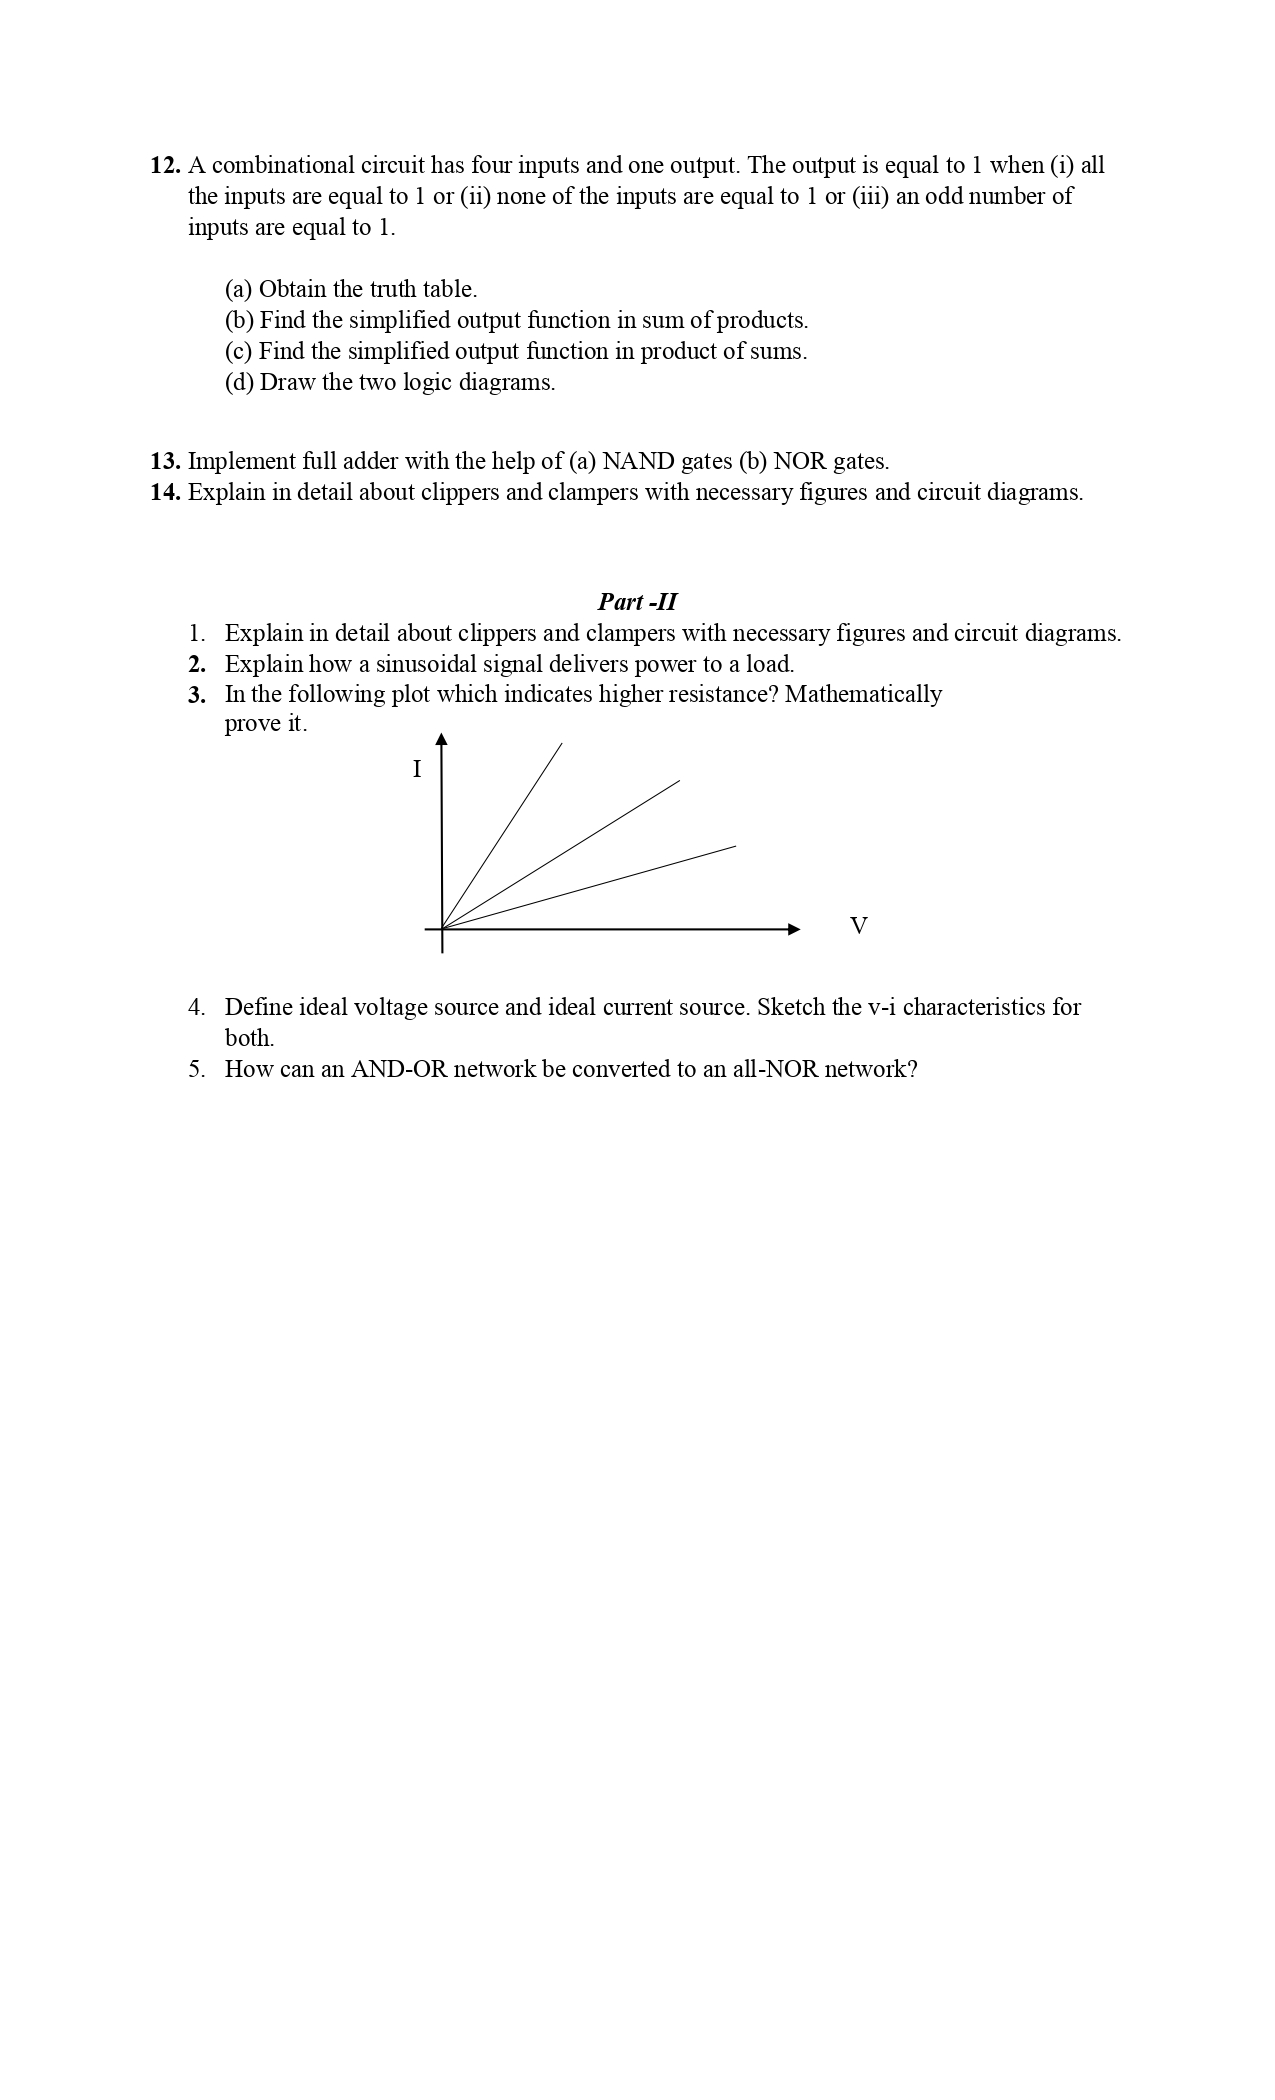 12. A combinational circuit has four inputs and one output. The output is equal to 1 when (i) all
the inputs are equal to 1 or (ii) none of the inputs are equal to 1 or (iii) an odd number of
inputs are equal to 1.
(a) Obtain the truth table.
(b) Find the simplified output function in sum of products.
(c) Find the simplified output function in product of sums.
(d) Draw the two logic diagrams.
13. Implement full adder with the help of (a) NAND gates (b) NOR gates.
14. Explain in detail about clippers and clampers with necessary figures and circuit diagrams.
Part -II
1. Explain in detail about clippers and clampers with necessary figures and circuit diagrams.
2. Explain how a sinusoidal signal delivers power to a load.
3. In the following plot which indicates higher resistance? Mathematically
prove it.
I
V
4. Define ideal voltage source and ideal current source. Sketch the v-i characteristics for
both.
5. How can an AND-OR network be converted to an all-NOR network?